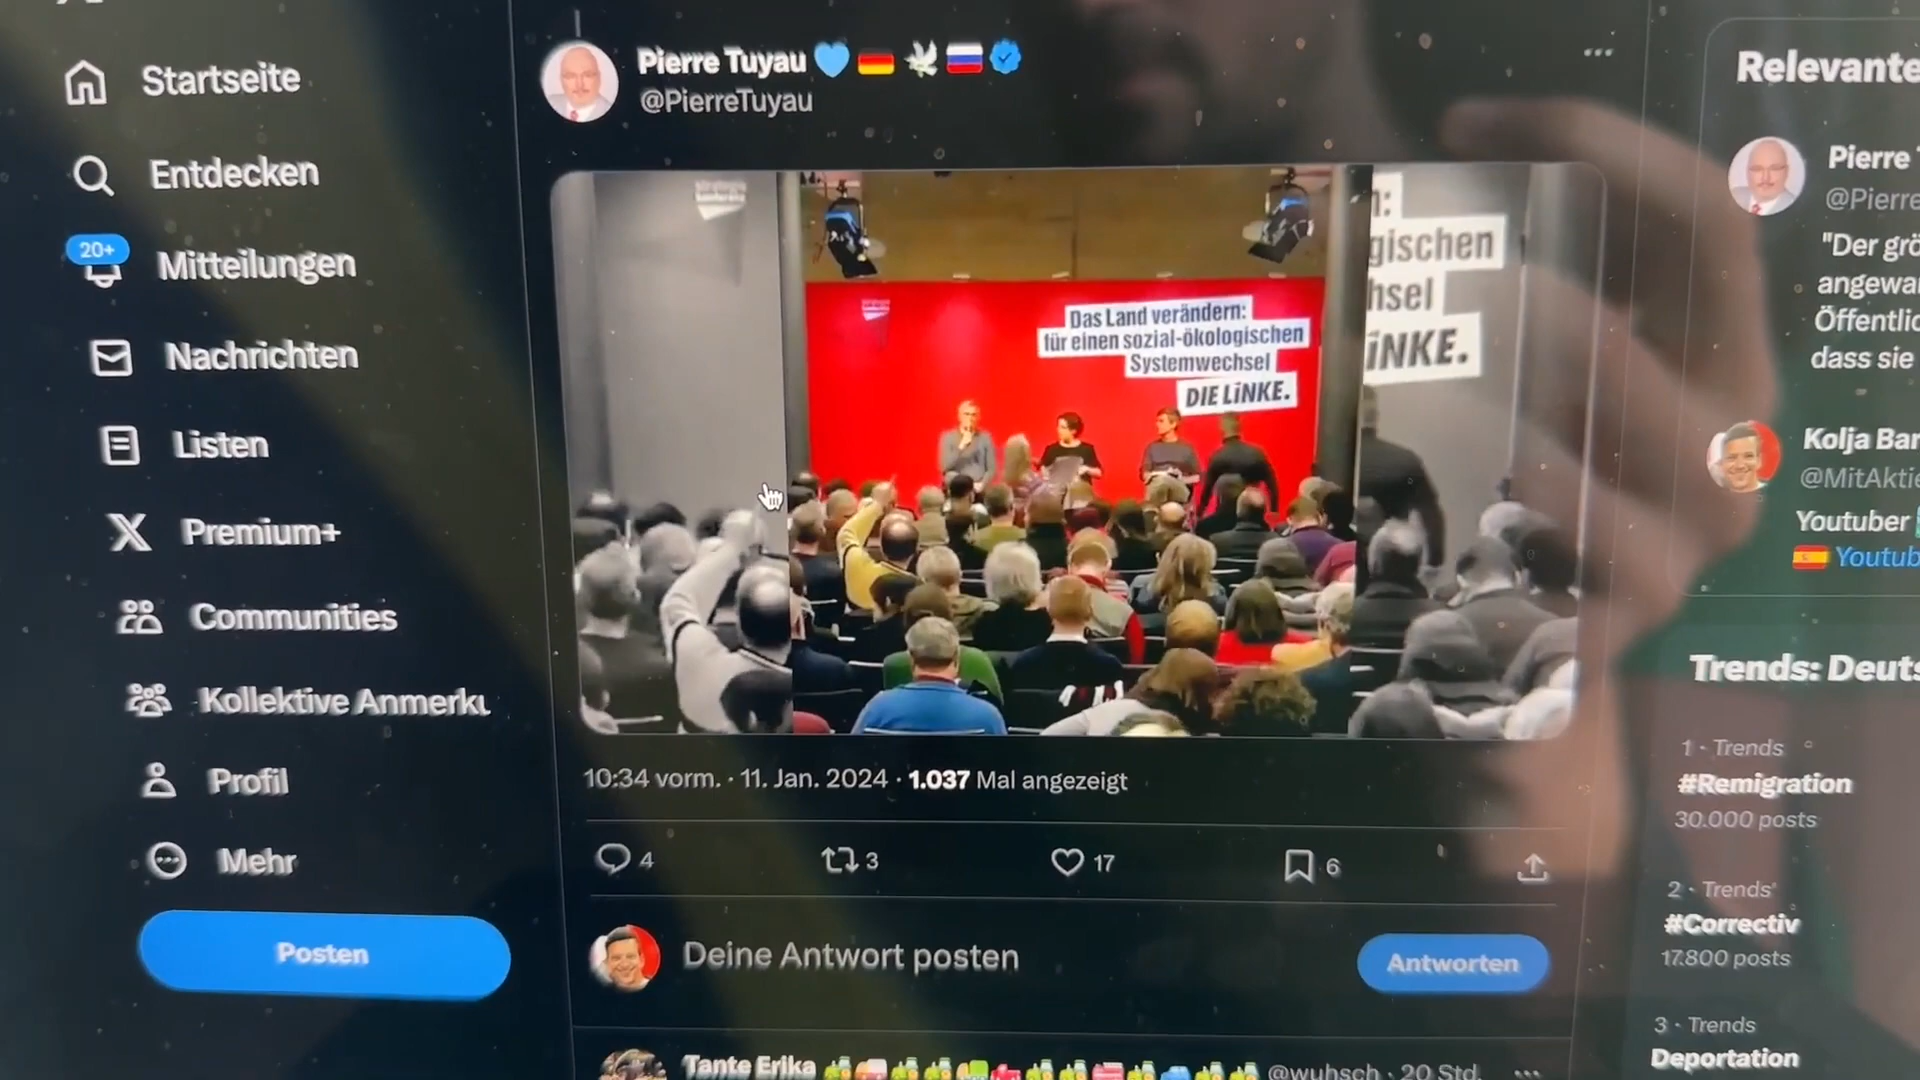 Startseite
Entdecken
20+
Mitteilungen
Nachrichten
Listen
Premium+
Communities
Kollektive Anmerku
Profil
Mehr
Posten
Pierre Tuyau
@PierreTuyau
n:
gischen
hsel
iNKE.
Das Land verändern:
für einen sozial-ökologischen
Systemwechsel
DIE LiNKE.
10:34 vorm. · 11. Jan. 2024 · 1.037 Mal angezeigt
4
3
17
6
Deine Antwort posten
Antworten
Tante Erika @wuhsch · 20 Std.
Relevante
Pierre
@Pierre
"Der grö
angewa
Öffentlic
dass sie
Kolja Bar
@MitAktie
Youtuber
Youtub
Trends: Deuts
1 · Trends
#Remigration
30.000 posts
2 · Trends
#Correctiv
17.800 posts
3 · Trends
Deportation